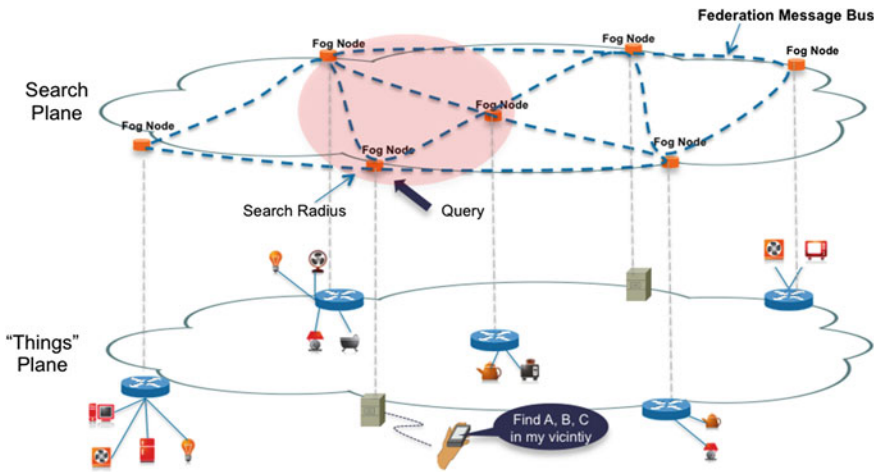 Federation Message Bus
Fog Node
Fog Node
Fog Node
Search
Plane
Fog Node
Fog Node
Fog Node
Fog Node
Search Radius
Query
"Things"
Plane
Find A, B, C
in my vicintiy